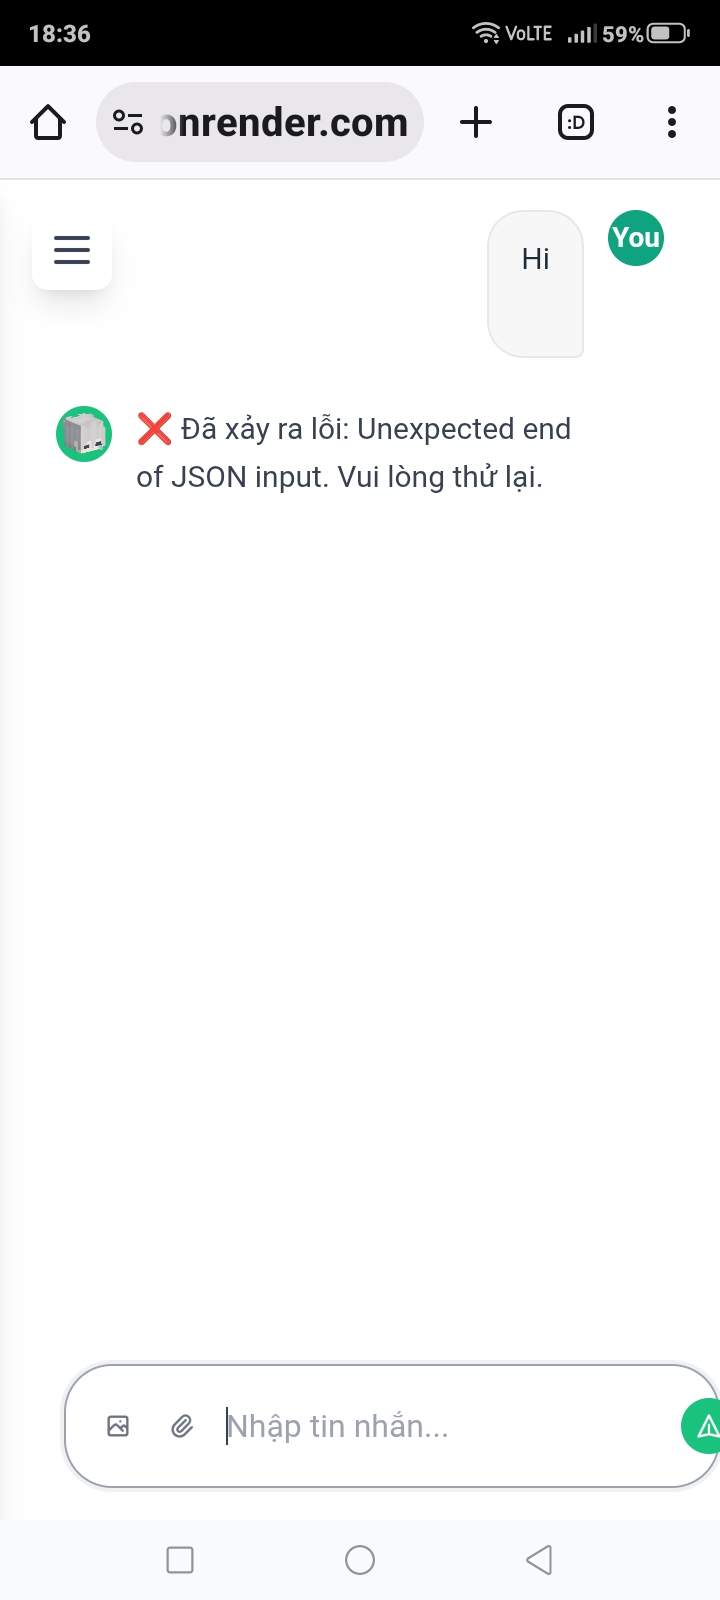 18:36
VoLTE 59%
onrender.com
:D
Hi
You
❌ Đã xảy ra lỗi: Unexpected end
of JSON input. Vui lòng thử lại.
Nhập tin nhắn...